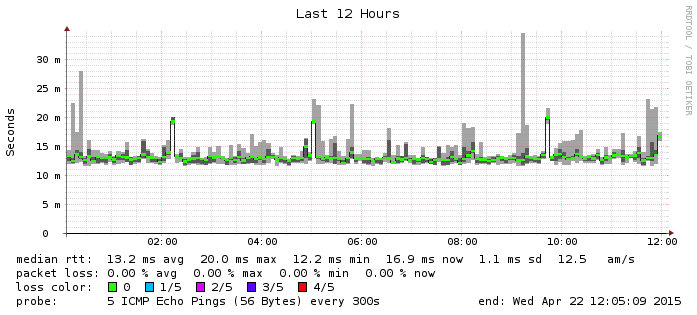 Last 12 Hours
RRDTOOL / TOBI OETIKER
Seconds
30 m
25 m
20 m
15 m
10 m
5 m
0
02:00 04:00 06:00 08:00 10:00 12:00
median rtt: 13.2 ms avg 20.0 ms max 12.2 ms min 16.9 ms now 1.1 ms sd 12.5 am/s
packet loss: 0.00 % avg 0.00 % max 0.00 % min 0.00 % now
loss color: 0 1/5 2/5 3/5 4/5
probe: 5 ICMP Echo Pings (56 Bytes) every 300s end: Wed Apr 22 12:05:09 2015